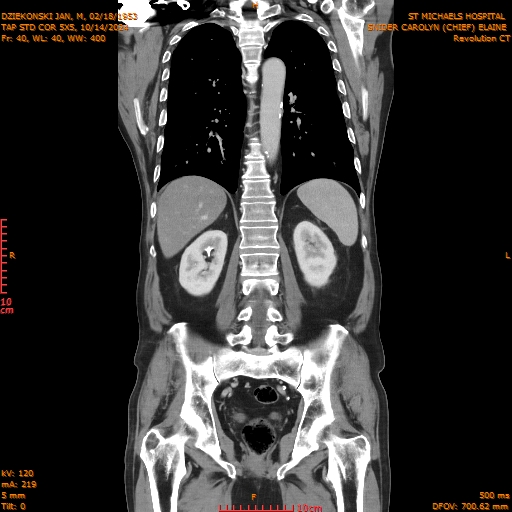 DZIEKONSKI JAN, M, 02/18/1953
TAP STD COR 5X5, 10/14/
Fr: 40, WL: 40, WW: 400
H
ST MICHAELS HOSPITAL
SNIDER CAROLYN (CHIEF) ELAINE
Revolution CT
R
L
10
cm
kV: 120
mA: 219
5 mm
Tilt: 0
F
10cm
500 ms
DFOV: 700.62 mm